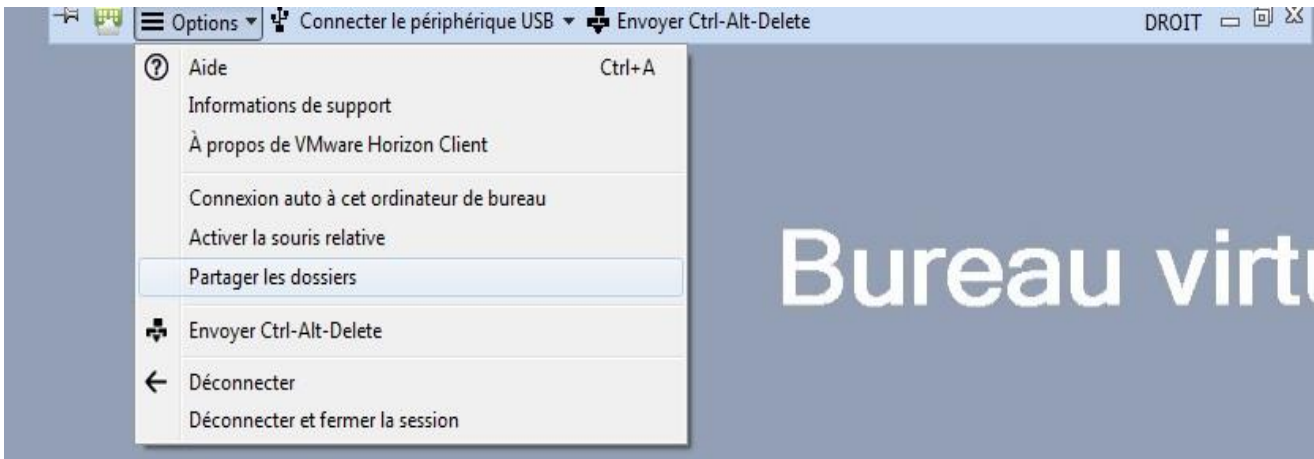 Options Connecter le périphérique USB Envoyer Ctrl-Alt-Delete DROIT
Aide Ctrl+A
Informations de support
À propos de VMware Horizon Client
Connexion auto à cet ordinateur de bureau
Activer la souris relative
Partager les dossiers
Bureau virtu
Envoyer Ctrl-Alt-Delete
Déconnecter
Déconnecter et fermer la session